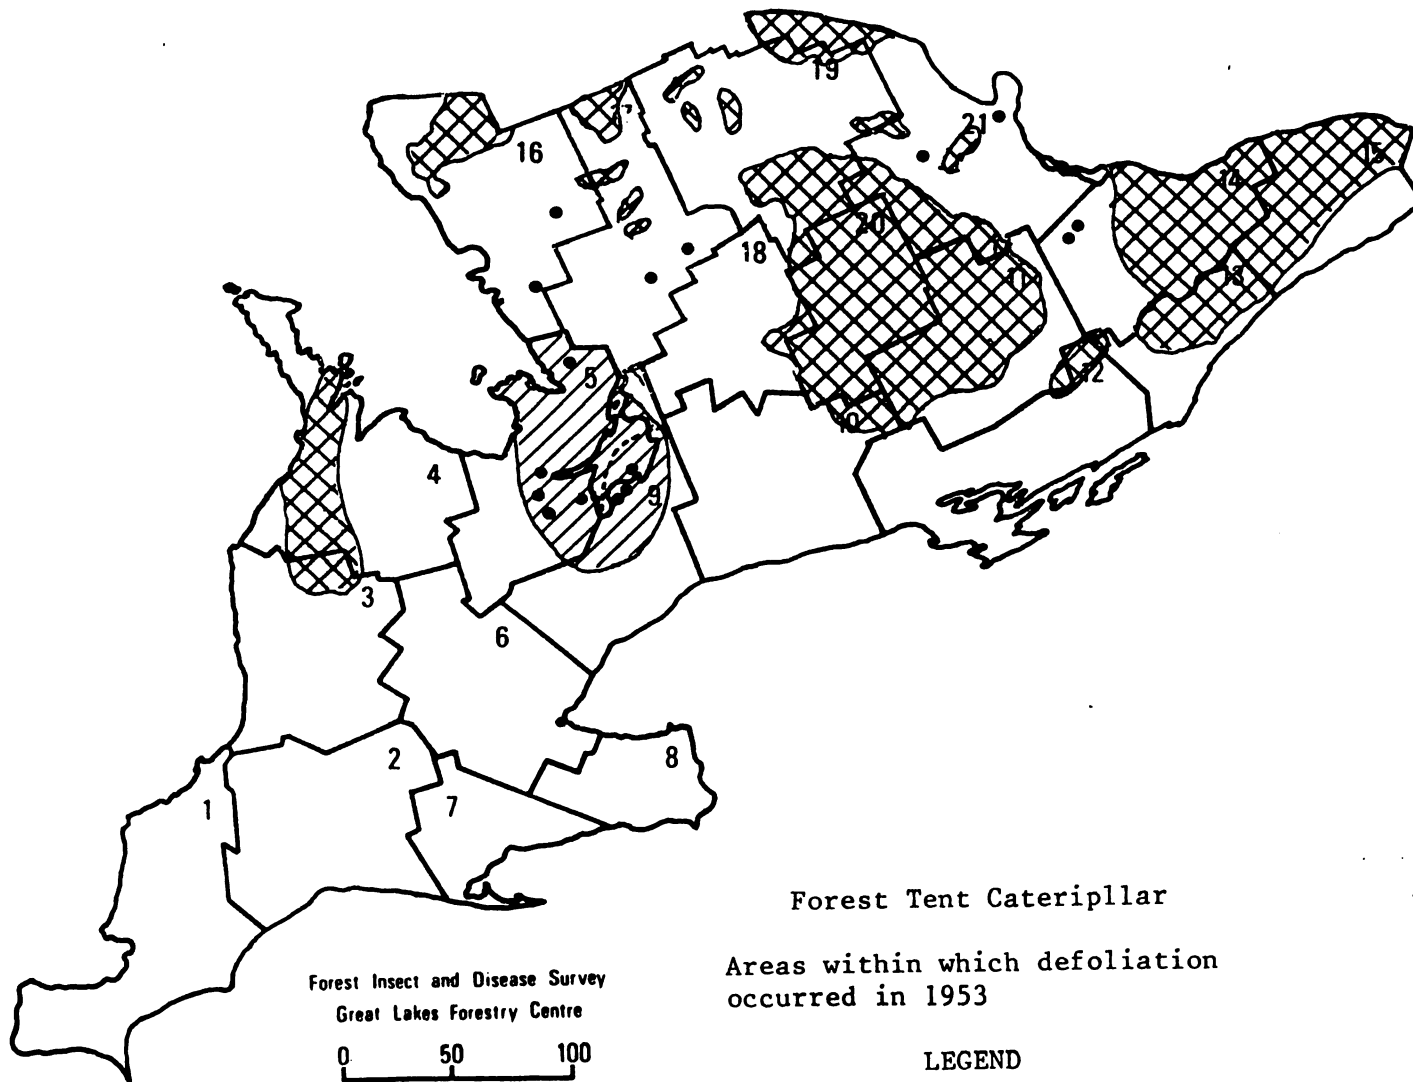 19
21
15
14
16
20
18
11
13
12
5
10
4
9
3
6
2
8
1
7
Forest Tent Cateripllar
Areas within which defoliation
occurred in 1953
Forest Insect and Disease Survey
Great Lakes Forestry Centre
0 50 100
LEGEND